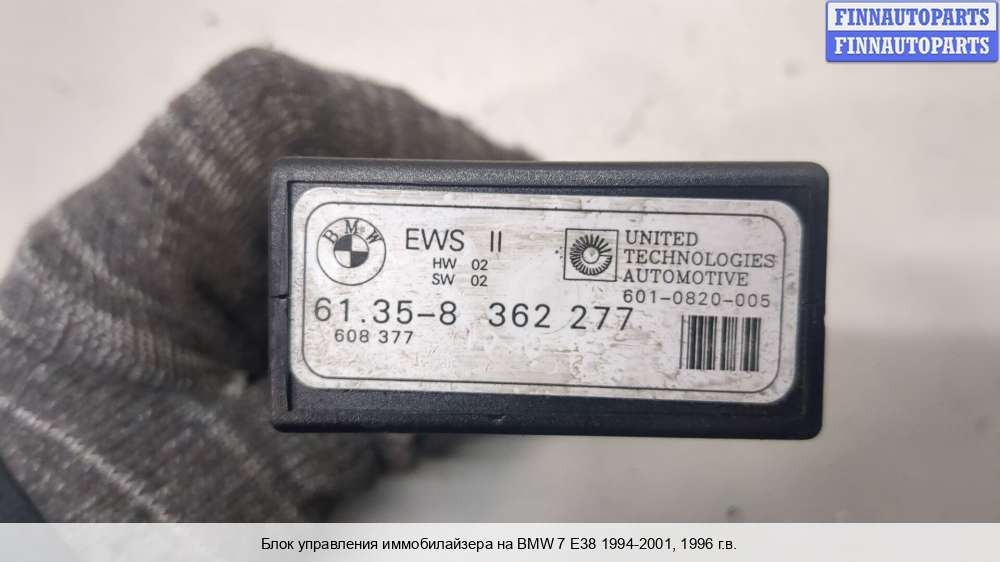 FINNAUTOPARTS
FINNAUTOPARTS
BMW
EWS II
HW 02
SW 02
UNITED
TECHNOLOGIES
AUTOMOTIVE
601-0820-005
61.35-8 362 277
608 377
Блок управления иммобилайзера на BMW 7 E38 1994-2001, 1996 г.в.